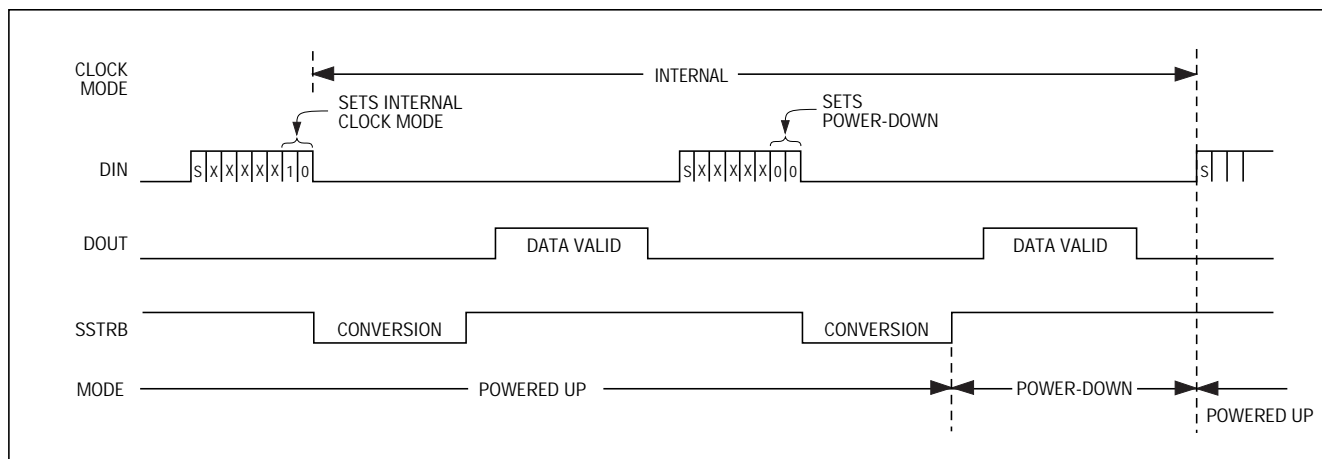 CLOCK
MODE
INTERNAL
SETS INTERNAL
CLOCK MODE
SETS
POWER-DOWN
DIN
S X X X X X 1 0
S X X X X X 0 0
S
DOUT
DATA VALID
DATA VALID
SSTRB
CONVERSION
CONVERSION
MODE
POWERED UP
POWER-DOWN
POWERED UP